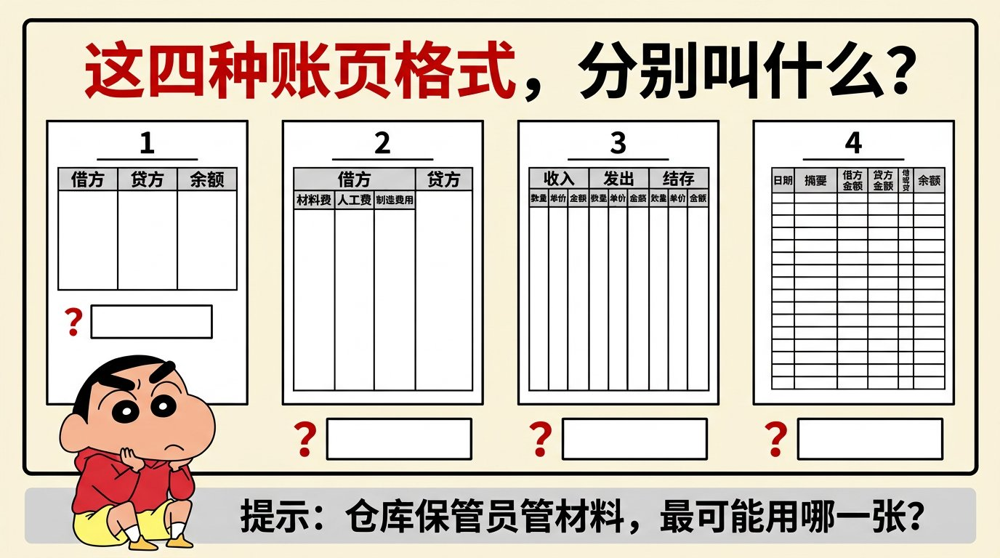 这四种账页格式，分别叫什么？
1
借方 贷方 余额
?
2
借方 贷方
材料费 人工费 制造费用
?
3
收入 发出 结存
数量 单价 金额 数量 单价 金额 数量 单价 金额
?
4
日期 摘要 借方金额 贷方金额 借或贷 余额
?
提示：仓库保管员管材料，最可能用哪一张？